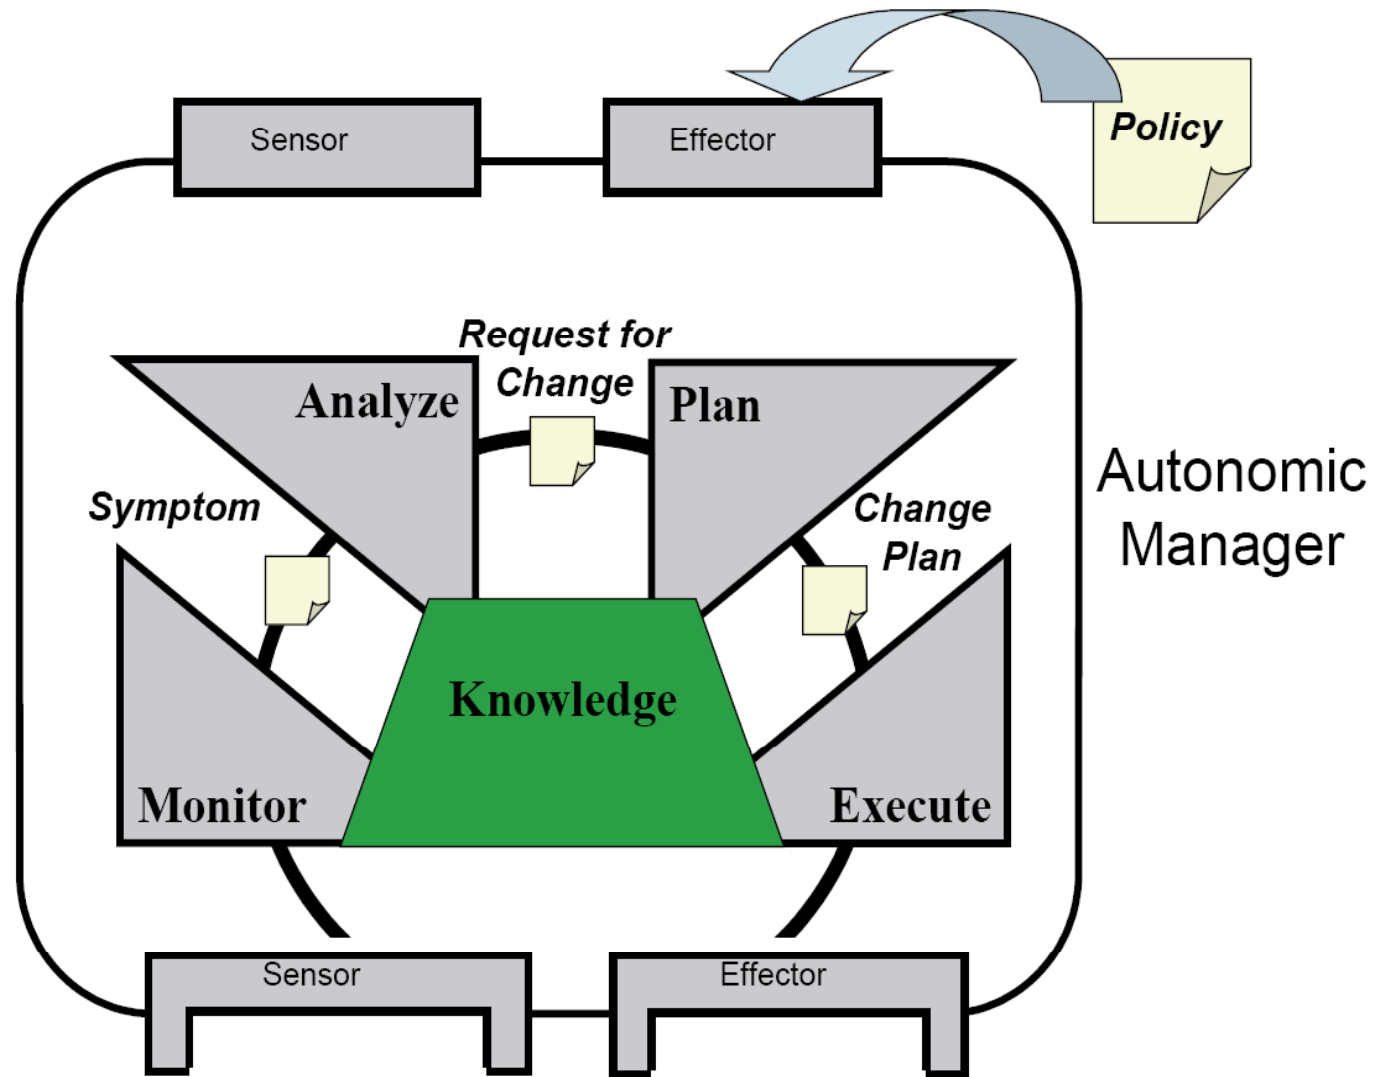 Sensor
Effector
Policy
Request for
Change
Analyze
Plan
Symptom
Change
Plan
Autonomic
Manager
Knowledge
Monitor
Execute
Sensor
Effector